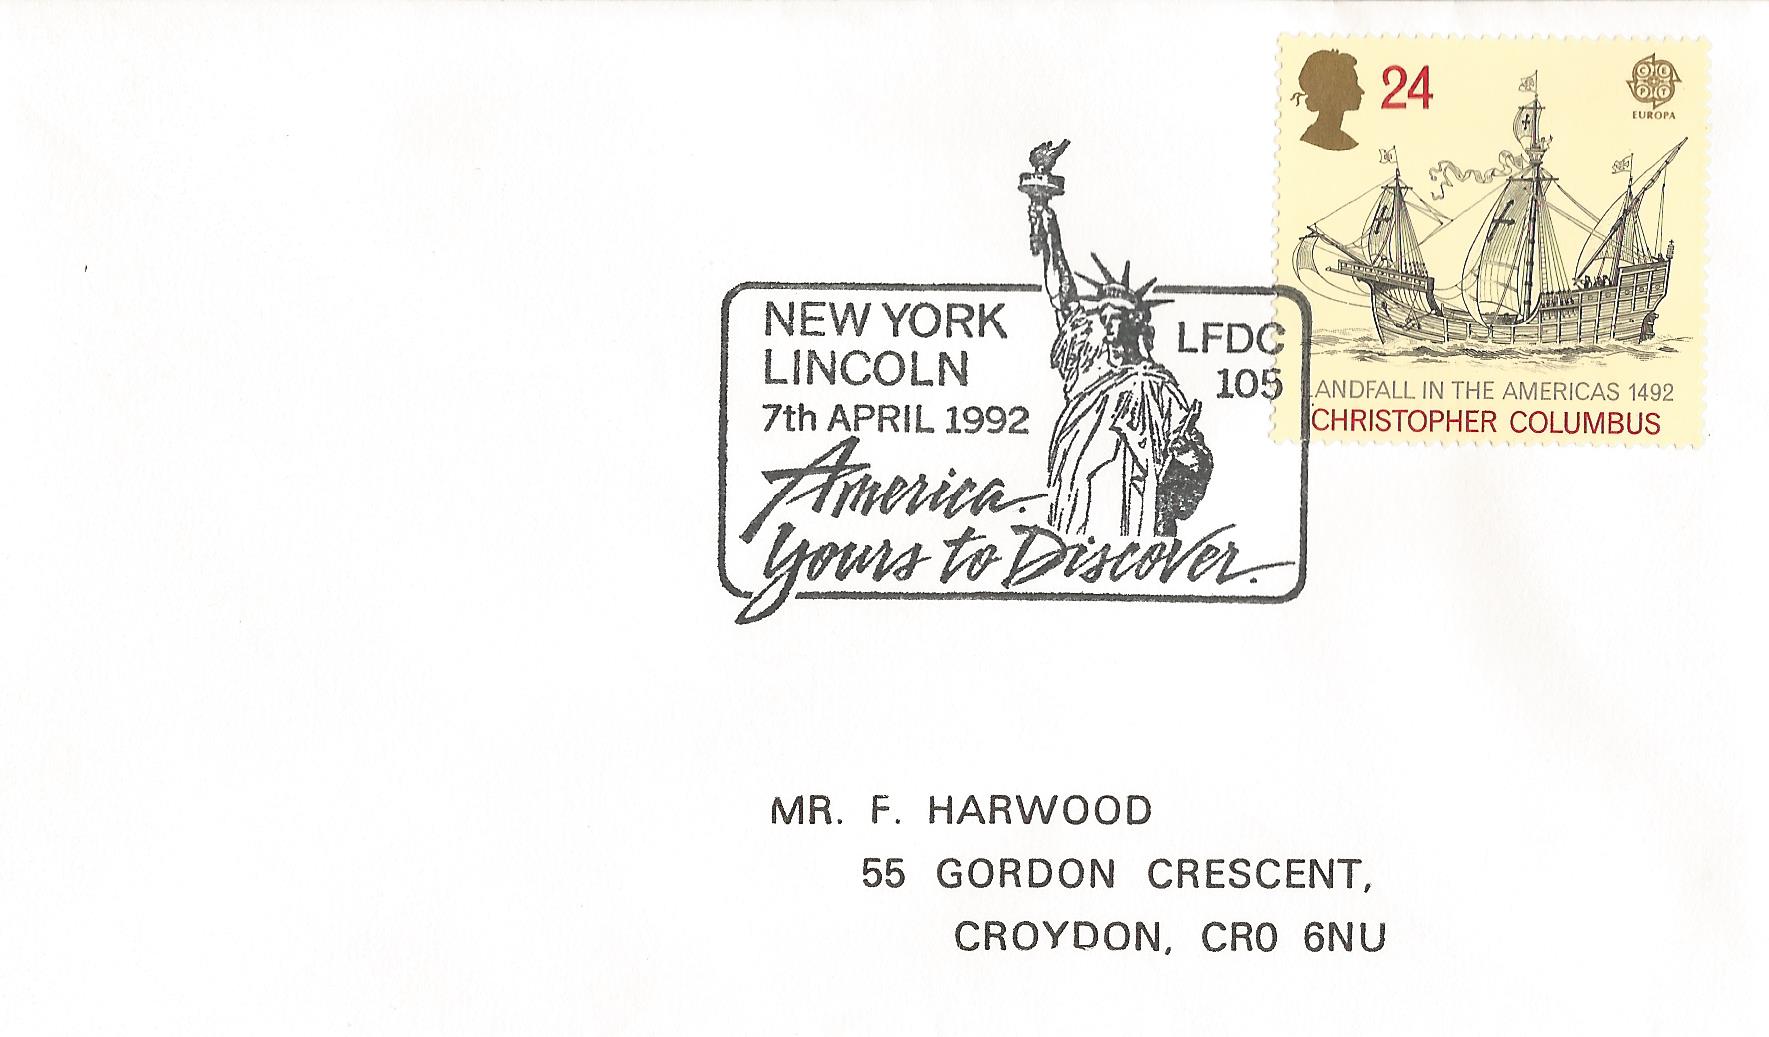 24
CEPT
EUROPA
LANDFALL IN THE AMERICAS 1492
CHRISTOPHER COLUMBUS
NEW YORK
LINCOLN
7th APRIL 1992
LFDC
105
America.
Yours to Discover.
MR. F. HARWOOD
55 GORDON CRESCENT,
CROYDON, CR0 6NU